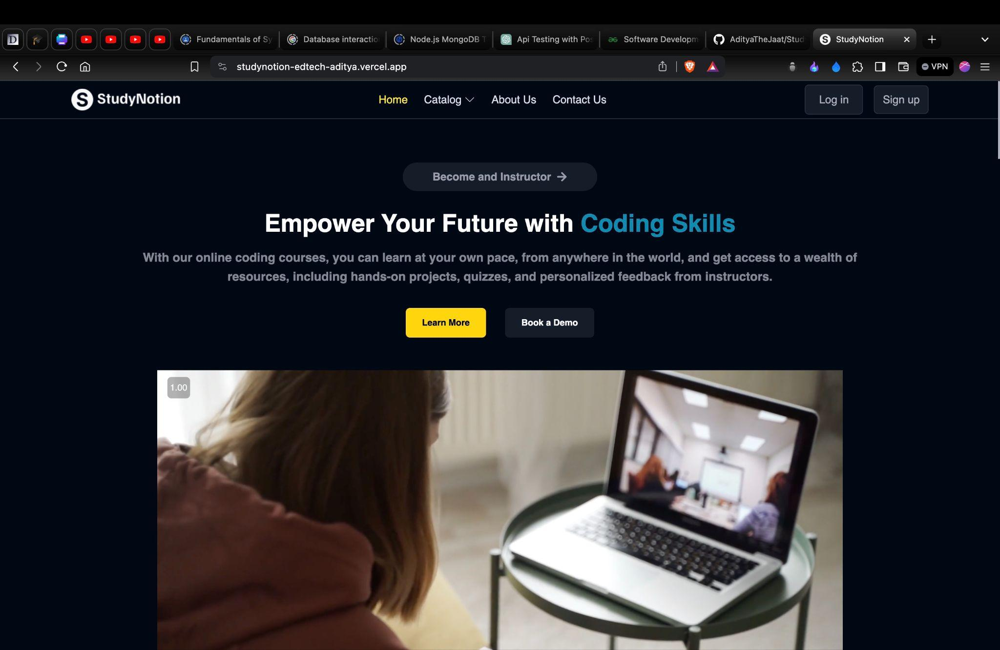 D
Fundamentals of Sy
Database interactio
Node.js MongoDB T
Api Testing with Pos
Software Developm
AdityaTheJaat/Stud
StudyNotion
studynotion-edtech-aditya.vercel.app
VPN
StudyNotion
Home
Catalog
About Us
Contact Us
Log in
Sign up
Become and Instructor →
Empower Your Future with Coding Skills
With our online coding courses, you can learn at your own pace, from anywhere in the world, and get access to a wealth of
resources, including hands-on projects, quizzes, and personalized feedback from instructors.
Learn More
Book a Demo
1.00